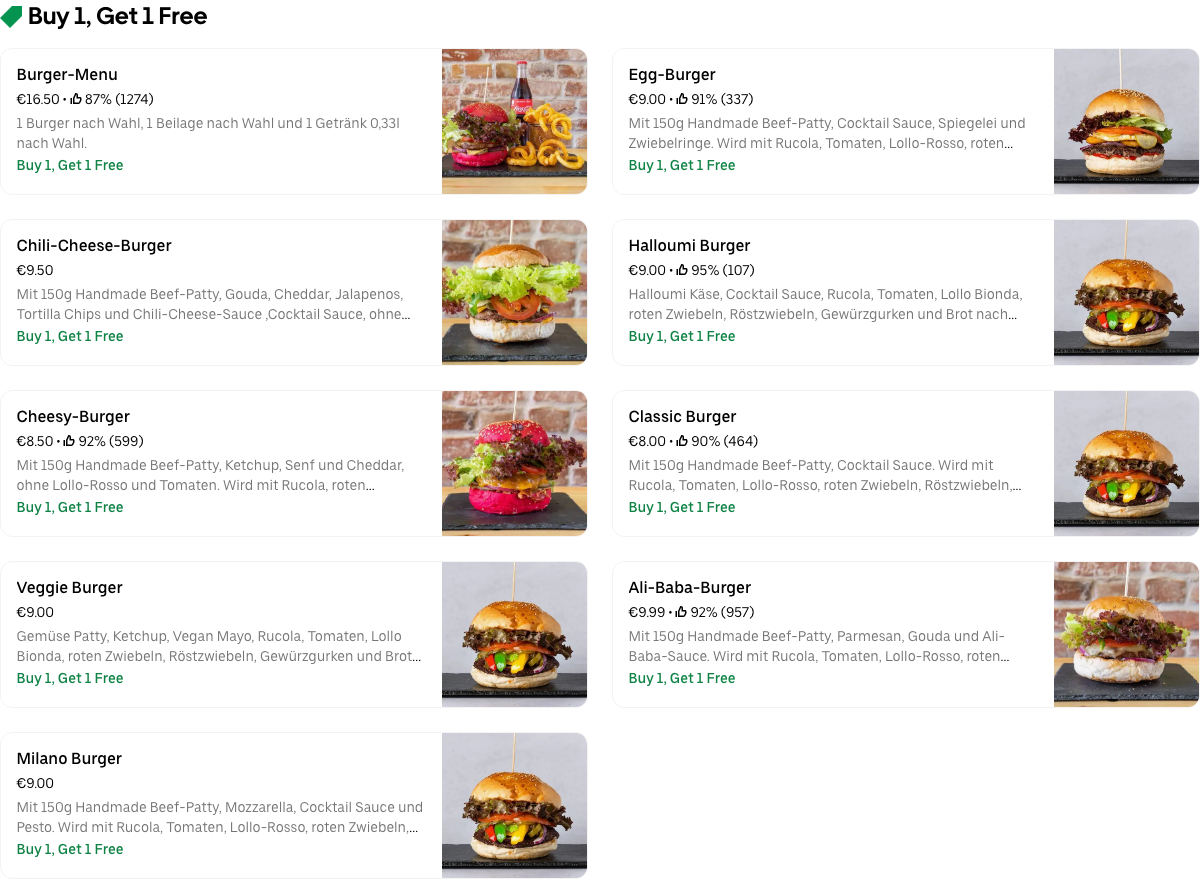 Buy 1, Get 1 Free
Burger-Menu
€16.50 • 87% (1274)
1 Burger nach Wahl, 1 Beilage nach Wahl und 1 Getränk 0,33l
nach Wahl.
Buy 1, Get 1 Free
Egg-Burger
€9.00 • 91% (337)
Mit 150g Handmade Beef-Patty, Cocktail Sauce, Spiegelei und
Zwiebelringe. Wird mit Rucola, Tomaten, Lollo-Rosso, roten...
Buy 1, Get 1 Free
Chili-Cheese-Burger
€9.50
Mit 150g Handmade Beef-Patty, Gouda, Cheddar, Jalapenos,
Tortilla Chips und Chili-Cheese-Sauce ,Cocktail Sauce, ohne...
Buy 1, Get 1 Free
Halloumi Burger
€9.00 • 95% (107)
Halloumi Käse, Cocktail Sauce, Rucola, Tomaten, Lollo Bionda,
roten Zwiebeln, Röstzwiebeln, Gewürzgurken und Brot nach...
Buy 1, Get 1 Free
Cheesy-Burger
€8.50 • 92% (599)
Mit 150g Handmade Beef-Patty, Ketchup, Senf und Cheddar,
ohne Lollo-Rosso und Tomaten. Wird mit Rucola, roten...
Buy 1, Get 1 Free
Classic Burger
€8.00 • 90% (464)
Mit 150g Handmade Beef-Patty, Cocktail Sauce. Wird mit
Rucola, Tomaten, Lollo-Rosso, roten Zwiebeln, Röstzwiebeln,...
Buy 1, Get 1 Free
Veggie Burger
€9.00
Gemüse Patty, Ketchup, Vegan Mayo, Rucola, Tomaten, Lollo
Bionda, roten Zwiebeln, Röstzwiebeln, Gewürzgurken und Brot...
Buy 1, Get 1 Free
Ali-Baba-Burger
€9.99 • 92% (957)
Mit 150g Handmade Beef-Patty, Parmesan, Gouda und Ali-
Baba-Sauce. Wird mit Rucola, Tomaten, Lollo-Rosso, roten...
Buy 1, Get 1 Free
Milano Burger
€9.00
Mit 150g Handmade Beef-Patty, Mozzarella, Cocktail Sauce und
Pesto. Wird mit Rucola, Tomaten, Lollo-Rosso, roten Zwiebeln,...
Buy 1, Get 1 Free